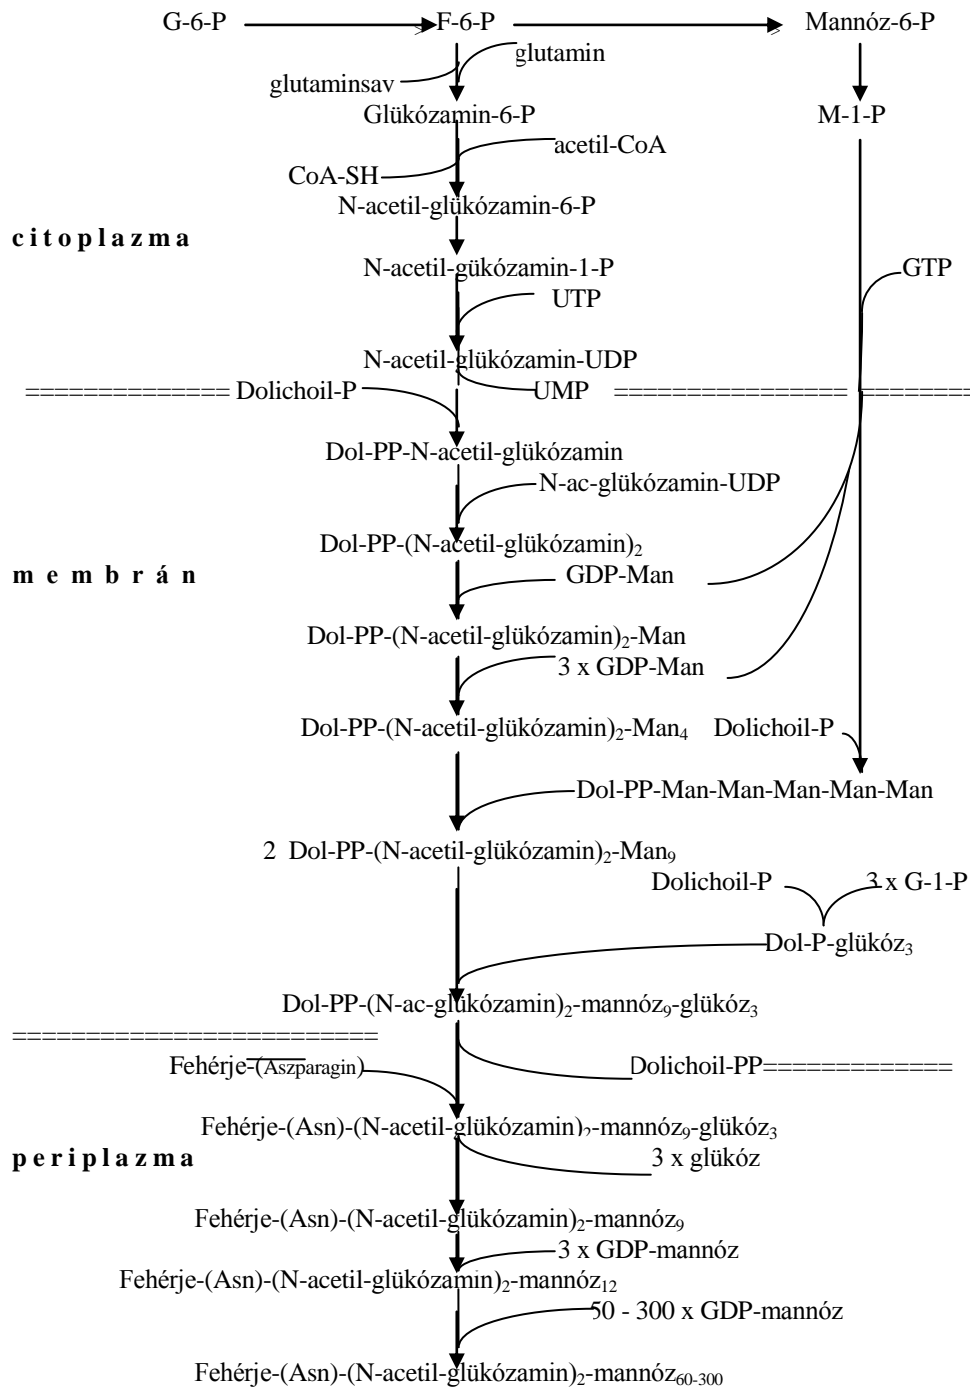 G-6-P F-6-P Mannóz-6-P
glutamin
glutaminsav
Glükózamin-6-P M-1-P
acetil-CoA
CoA-SH
N-acetil-glükózamin-6-P
citoplazma
N-acetil-gükózamin-1-P GTP
UTP
N-acetil-glükózamin-UDP
============== Dolichoil-P UMP ================ ========
Dol-PP-N-acetil-glükózamin
N-ac-glükózamin-UDP
Dol-PP-(N-acetil-glükózamin)₂
membrán GDP-Man
Dol-PP-(N-acetil-glükózamin)₂-Man
3 x GDP-Man
Dol-PP-(N-acetil-glükózamin)₂-Man₄ Dolichoil-P
Dol-PP-Man-Man-Man-Man-Man
2 Dol-PP-(N-acetil-glükózamin)₂-Man₉
Dolichoil-P 3 x G-1-P
Dol-P-glükóz₃
Dol-PP-(N-ac-glükózamin)₂-mannóz₉-glükóz₃
=========================
Fehérje-(Aszparagin) Dolichoil-PP=============
Fehérje-(Asn)-(N-acetil-glükózamin)₂-mannóz₉-glükóz₃
periplazma 3 x glükóz
Fehérje-(Asn)-(N-acetil-glükózamin)₂-mannóz₉
3 x GDP-mannóz
Fehérje-(Asn)-(N-acetil-glükózamin)₂-mannóz₁₂
50 - 300 x GDP-mannóz
Fehérje-(Asn)-(N-acetil-glükózamin)₂-mannóz₆₀₋₃₀₀